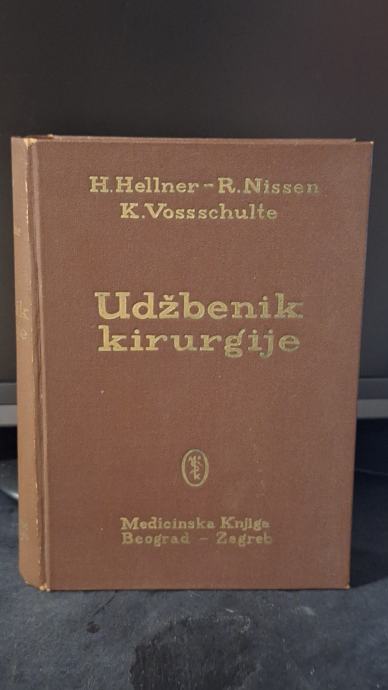 H. Hellner - R. Nissen
K. Vossschulte
Udžbenik
kirurgije
Medicinska Knjiga
Beograd - Zagreb